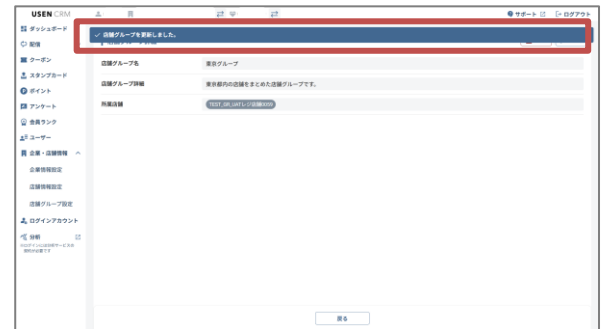 USEN CRM
サポート
ログアウト
ダッシュボード
✓ 店舗グループを更新しました。
配信
クーポン
店舗グループ名
東京グループ
スタンプカード
店舗グループ詳細
東京都内の店舗をまとめた店舗グループです。
ポイント
アンケート
所属店舗
会員ランク
ユーザー
企業・店舗情報
企業情報設定
店舗情報設定
店舗グループ設定
ログインアカウント
分析
戻る